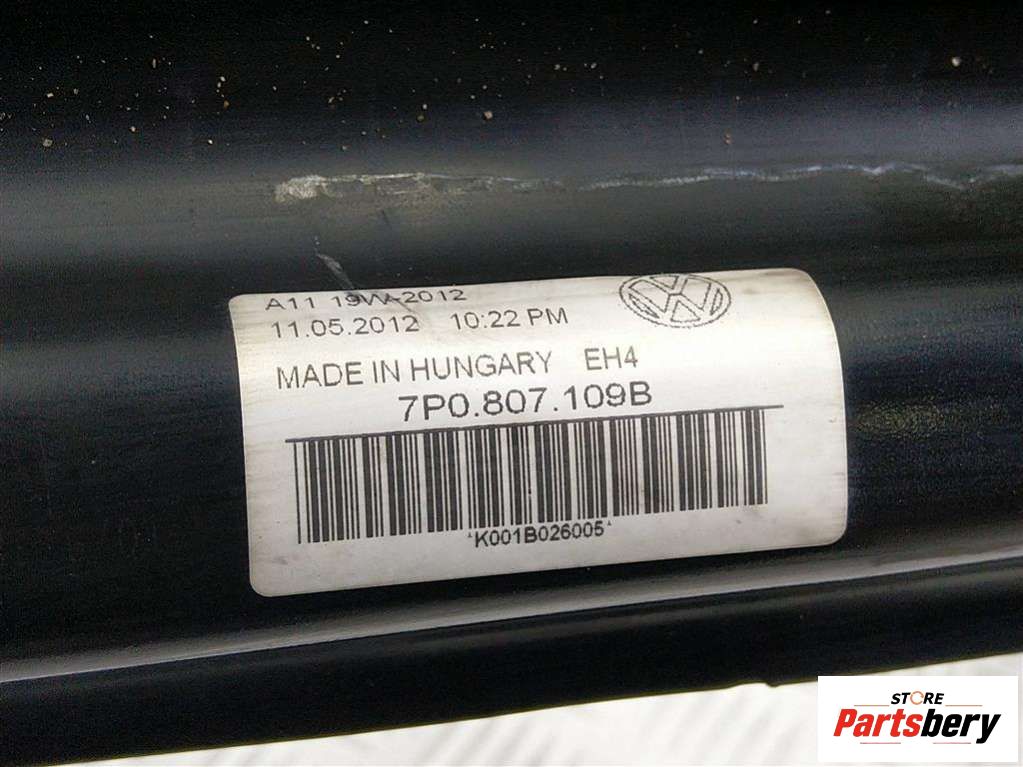 A11 19W-2012
11.05.2012 10:22 PM
MADE IN HUNGARY EH4
7P0.807.109B
*K001B026005*
STORE
Partsbery